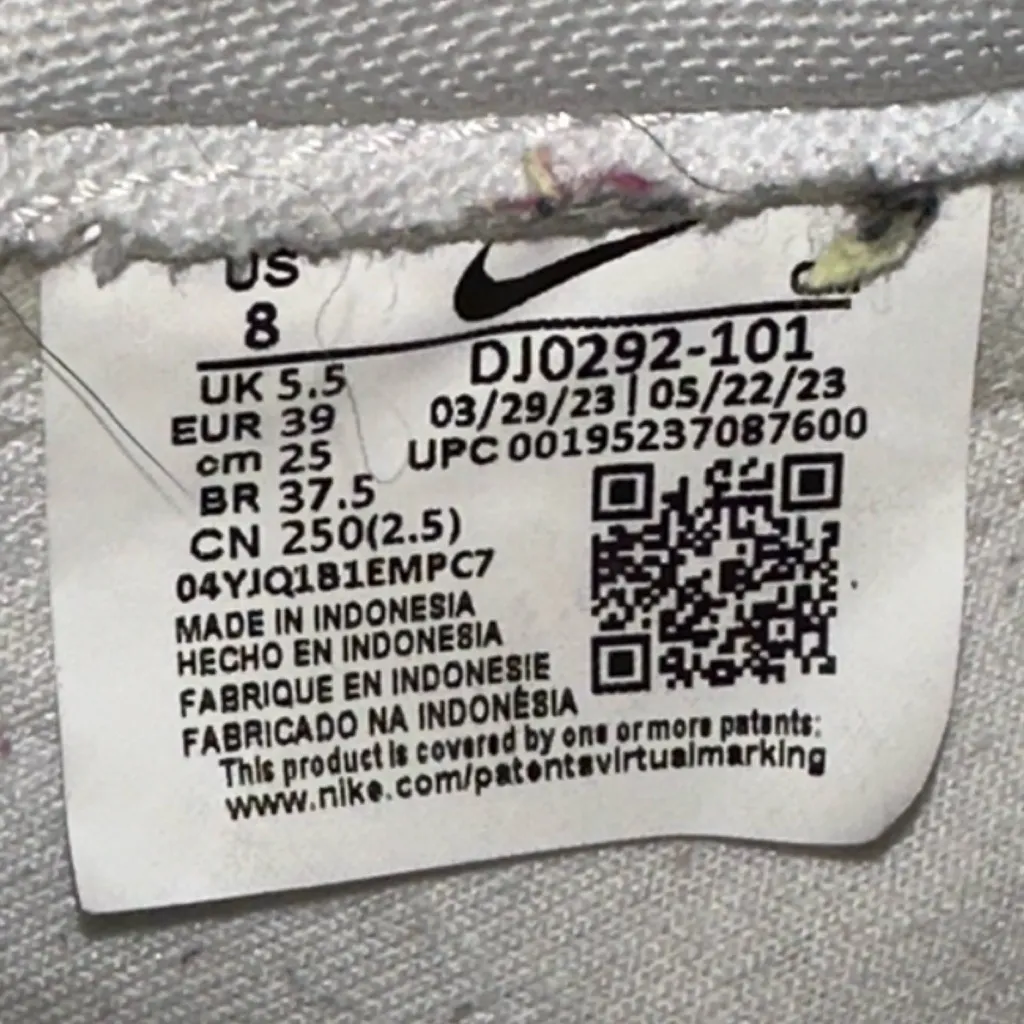 US
8
UK 5.5
EUR 39
cm 25
BR 37.5
CN 250(2.5)
DJ0292-101
03/29/23 | 05/22/23
UPC 00195237087600
04YJQ1B1EMPC7
MADE IN INDONESIA
HECHO EN INDONESIA
FABRIQUE EN INDONESIE
FABRICADO NA INDONÉSIA
This product is covered by one or more patents:
www.nike.com/patentsvirtualmarking